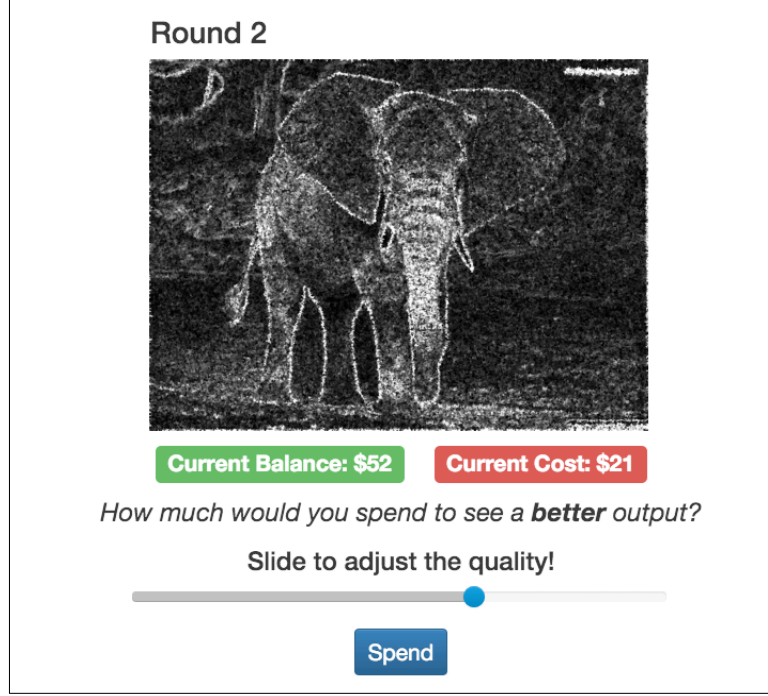 Round 2
Current Balance: $52 Current Cost: $21
How much would you spend to see a better output?
Slide to adjust the quality!
Spend